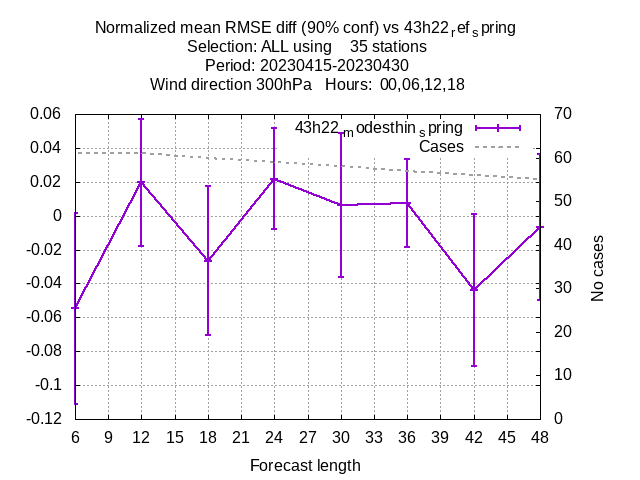 Normalized mean RMSE diff (90% conf) vs 43h22refspring
Selection: ALL using 35 stations
Period: 20230415-20230430
Wind direction 300hPa Hours: 00,06,12,18
43h22modesthinspring
Cases
0.06
0.04
0.02
0
-0.02
-0.04
-0.06
-0.08
-0.1
-0.12
70
60
50
40
30
20
10
0
No cases
6 9 12 15 18 21 24 27 30 33 36 39 42 45 48
Forecast length